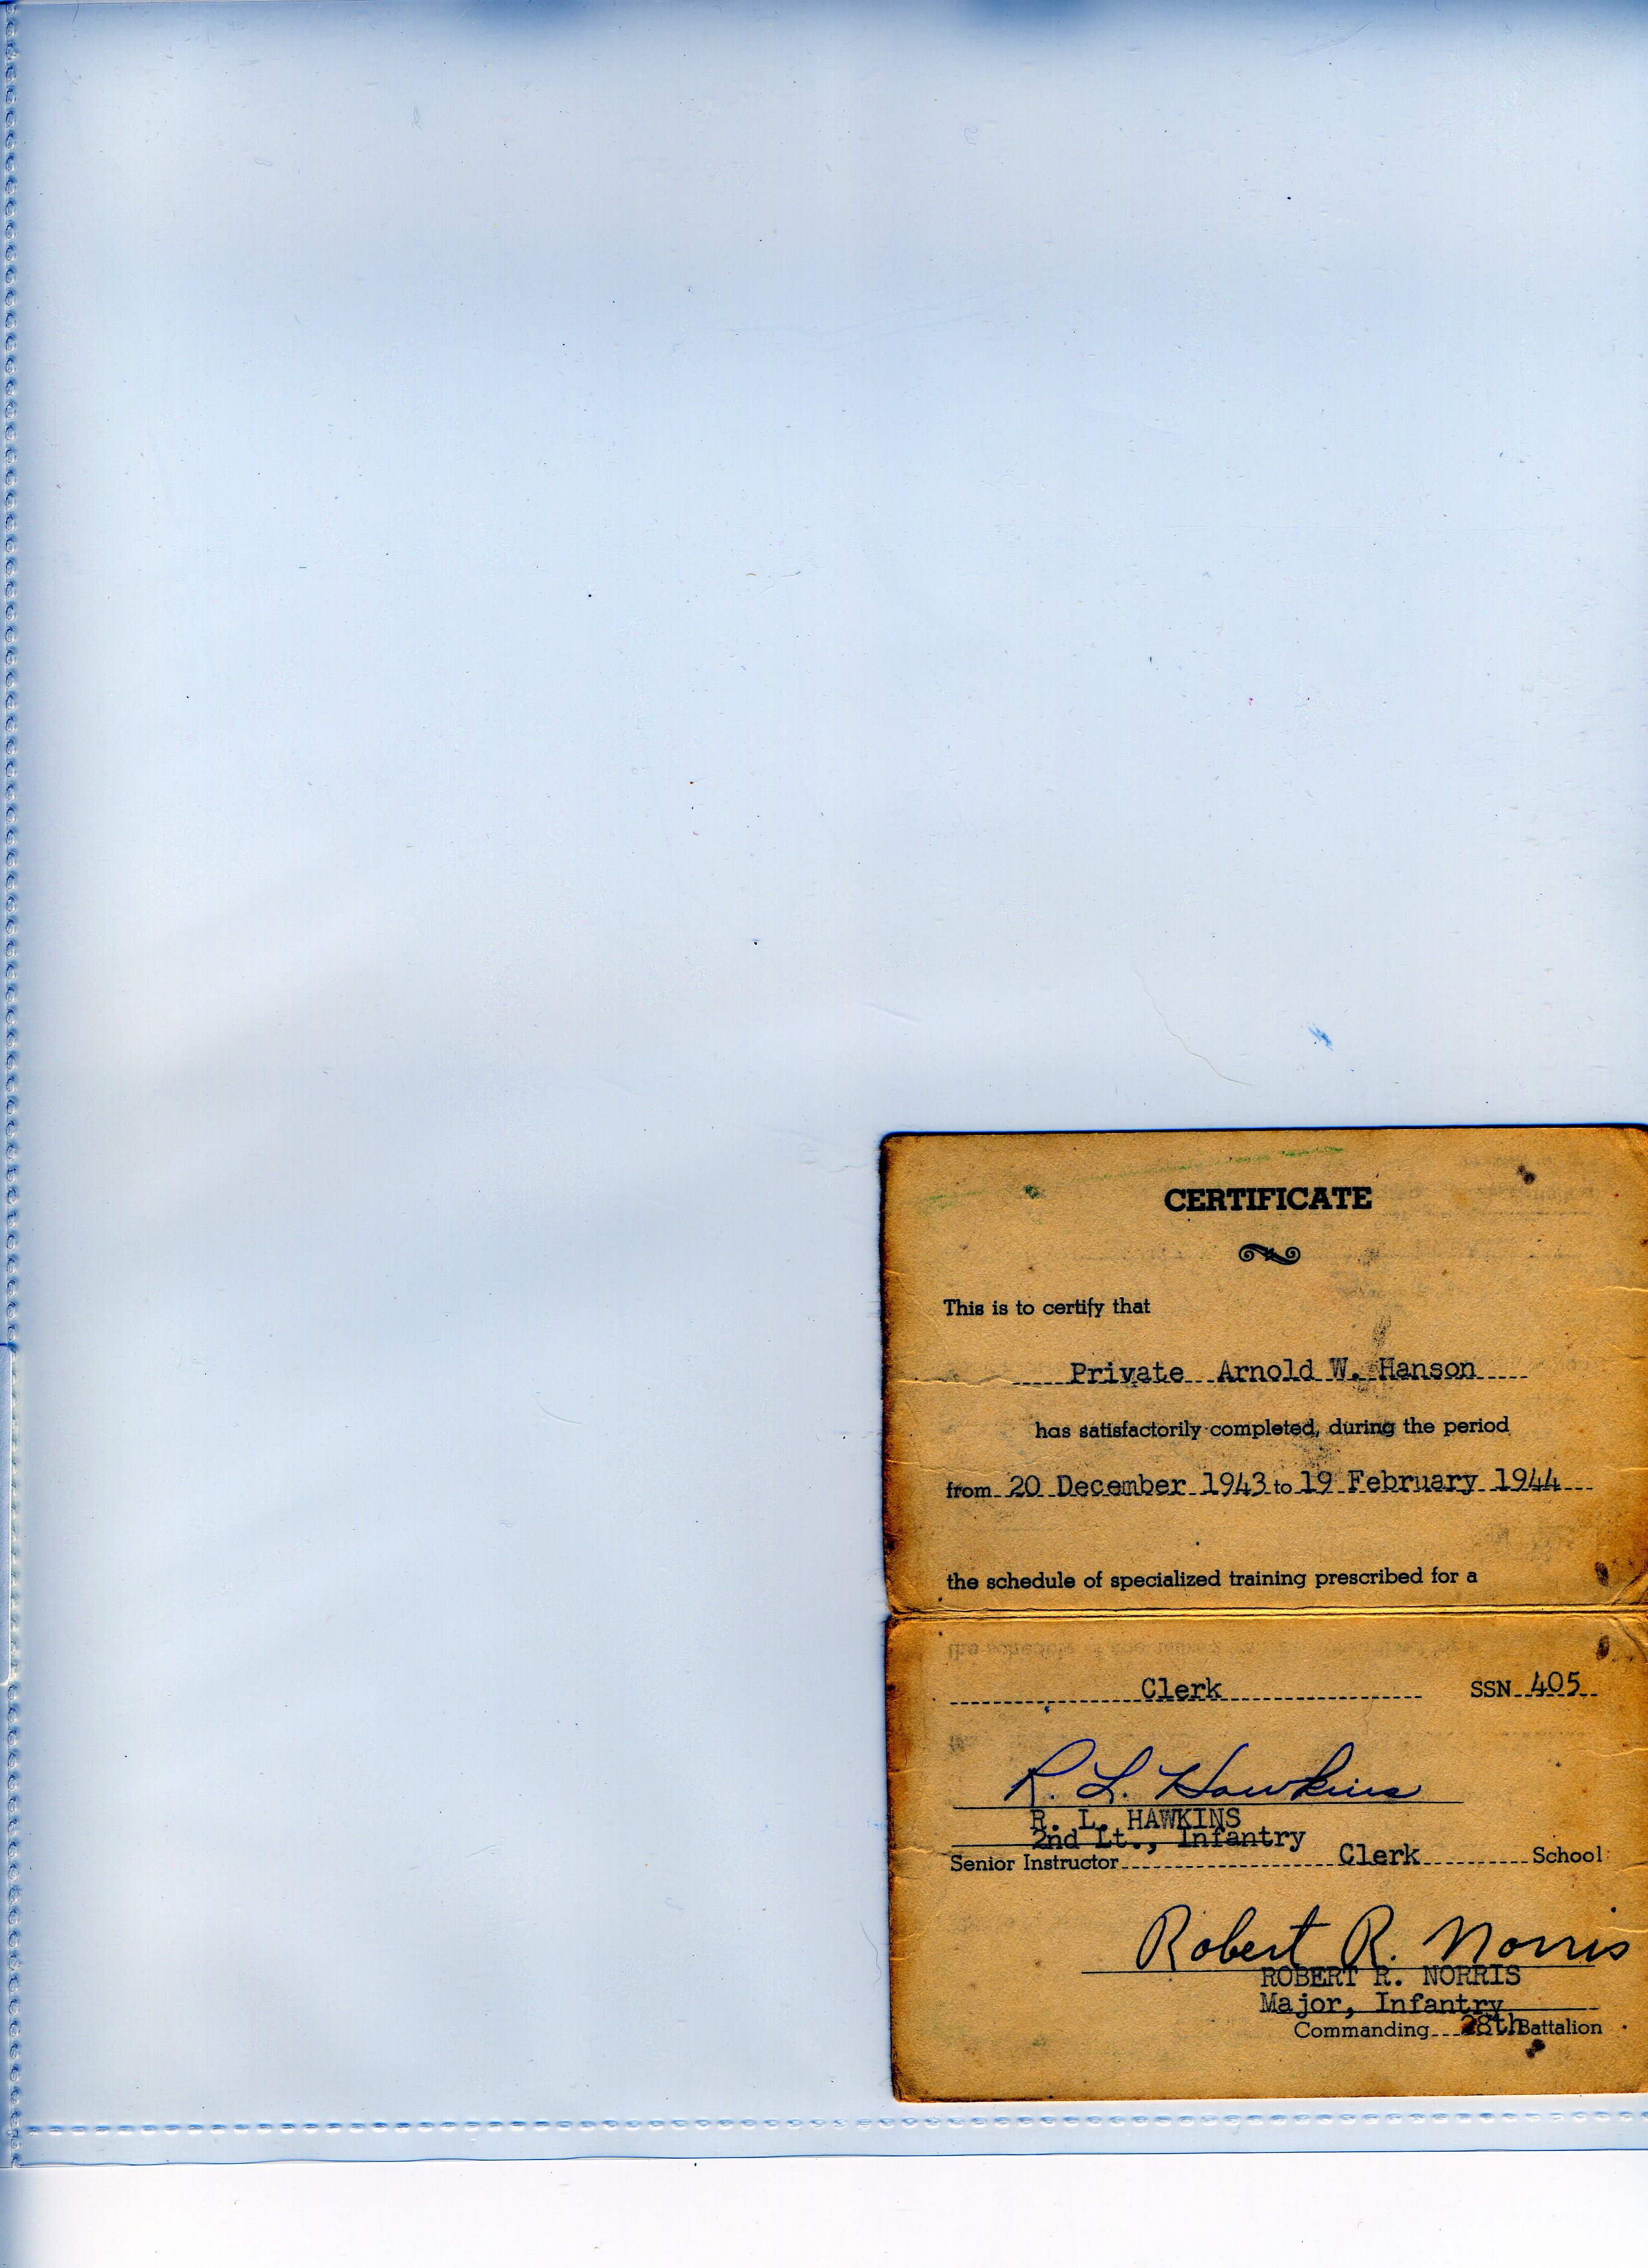 CERTIFICATE
This is to certify that
Private Arnold W. Hanson
has satisfactorily completed, during the period
from 20 December 1943 to 19 February 1944
the schedule of specialized training prescribed for a
Clerk SSN 405
R. L. Hawkins
R. L. HAWKINS
2nd Lt., Infantry
Senior Instructor Clerk School
Robert R. Norris
ROBERT R. NORRIS
Major, Infantry
Commanding 28th Battalion